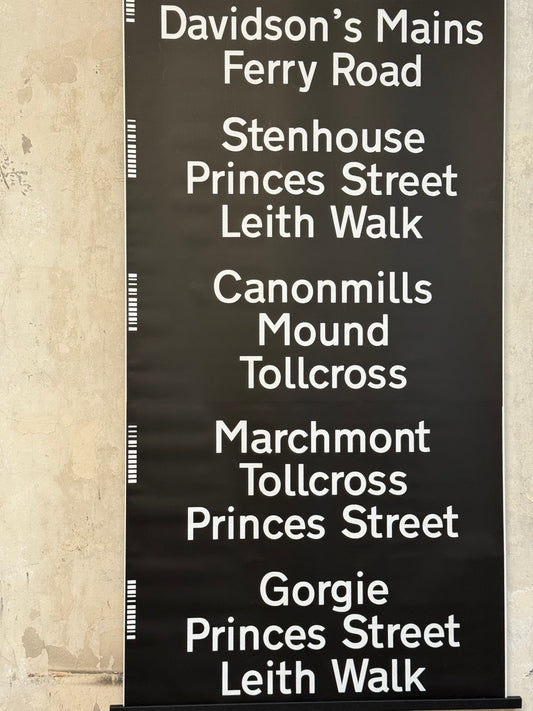 Davidson's Mains
Ferry Road
Stenhouse
Princes Street
Leith Walk
Canonmills
Mound
Tollcross
Marchmont
Tollcross
Princes Street
Gorgie
Princes Street
Leith Walk